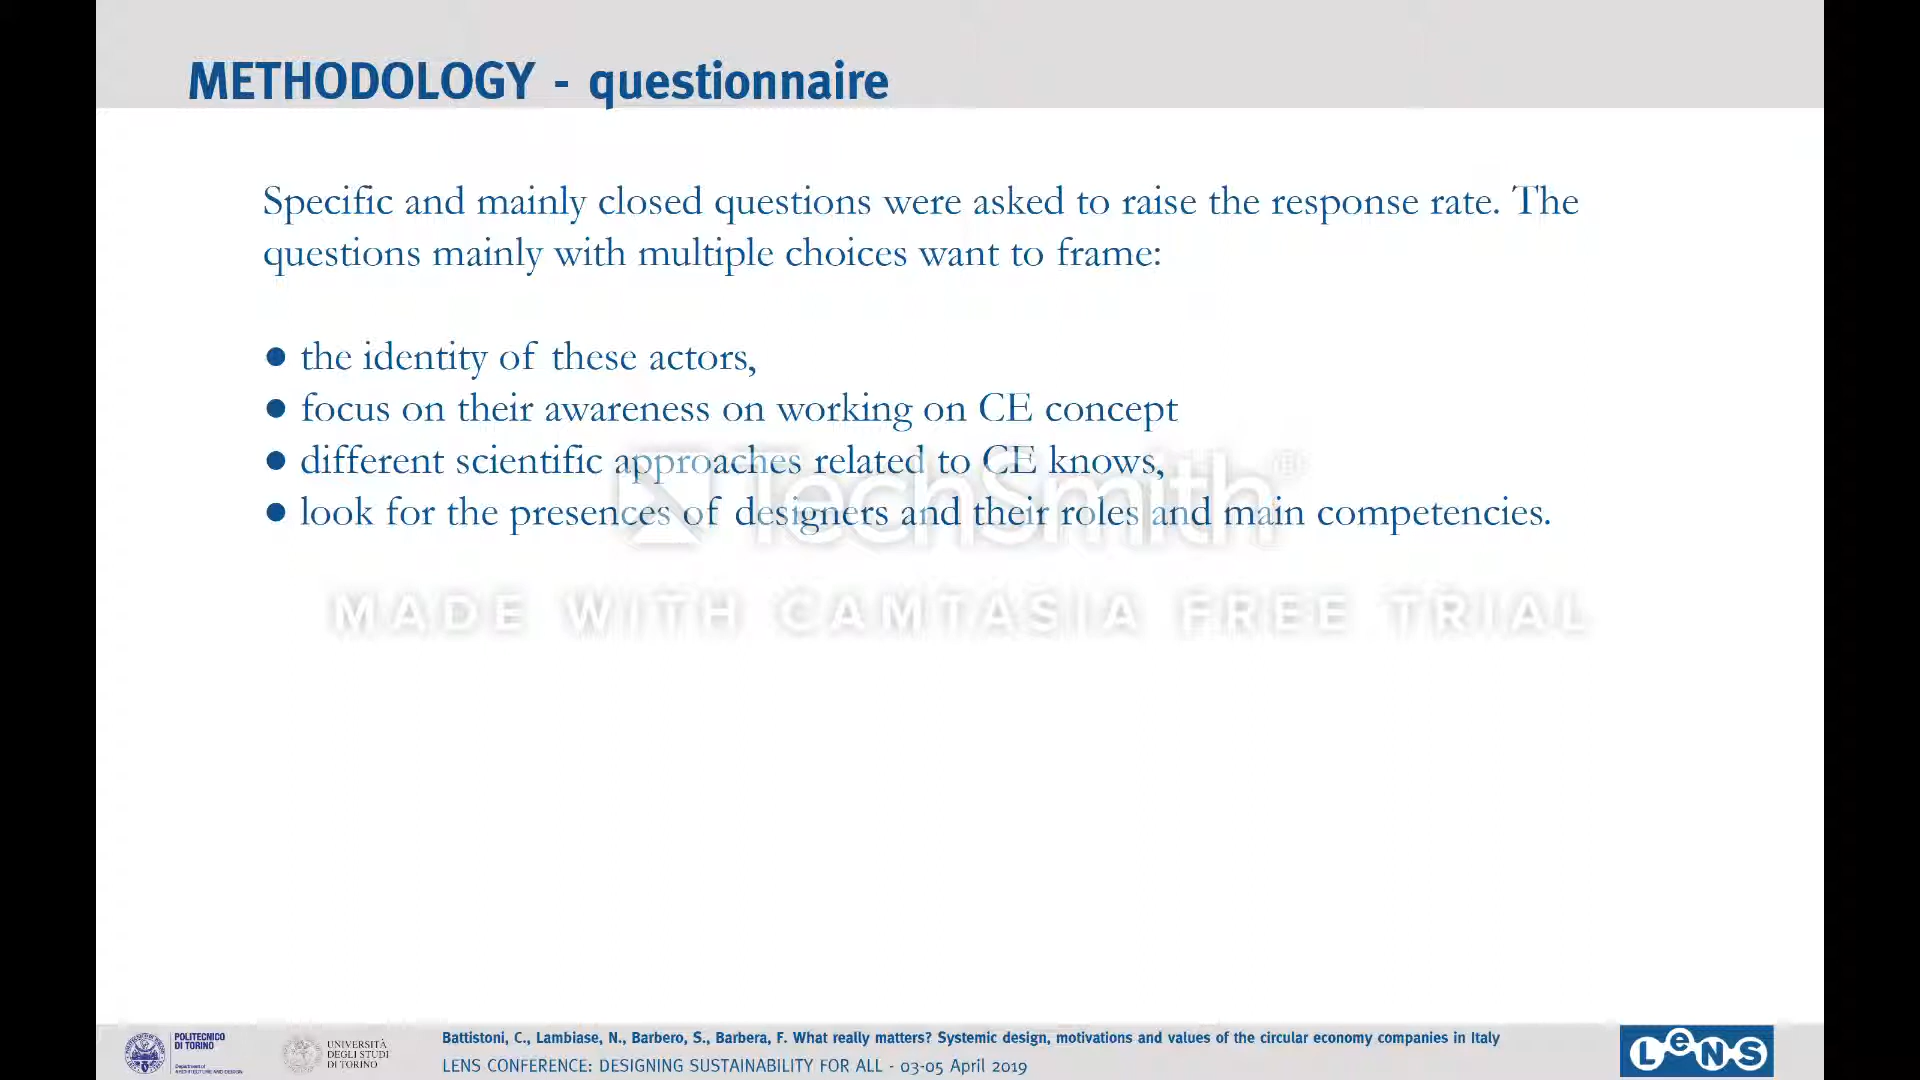 METHODOLOGY - questionnaire
Specific and mainly closed questions were asked to raise the response rate. The
questions mainly with multiple choices want to frame:
● the identity of these actors,
● focus on their awareness on working on CE concept
● different scientific approaches related to CE knows,
● look for the presences of designers and their roles and main competencies.
TechSmith®
MADE WITH CAMTASIA FREE TRIAL
POLITECNICO
DI TORINO
Department of
ARCHITECTURE AND DESIGN
UNIVERSITÀ
DEGLI STUDI
DI TORINO
Battistoni, C., Lambiase, N., Barbero, S., Barbera, F. What really matters? Systemic design, motivations and values of the circular economy companies in Italy
LENS CONFERENCE: DESIGNING SUSTAINABILITY FOR ALL - 03-05 April 2019
LeNS